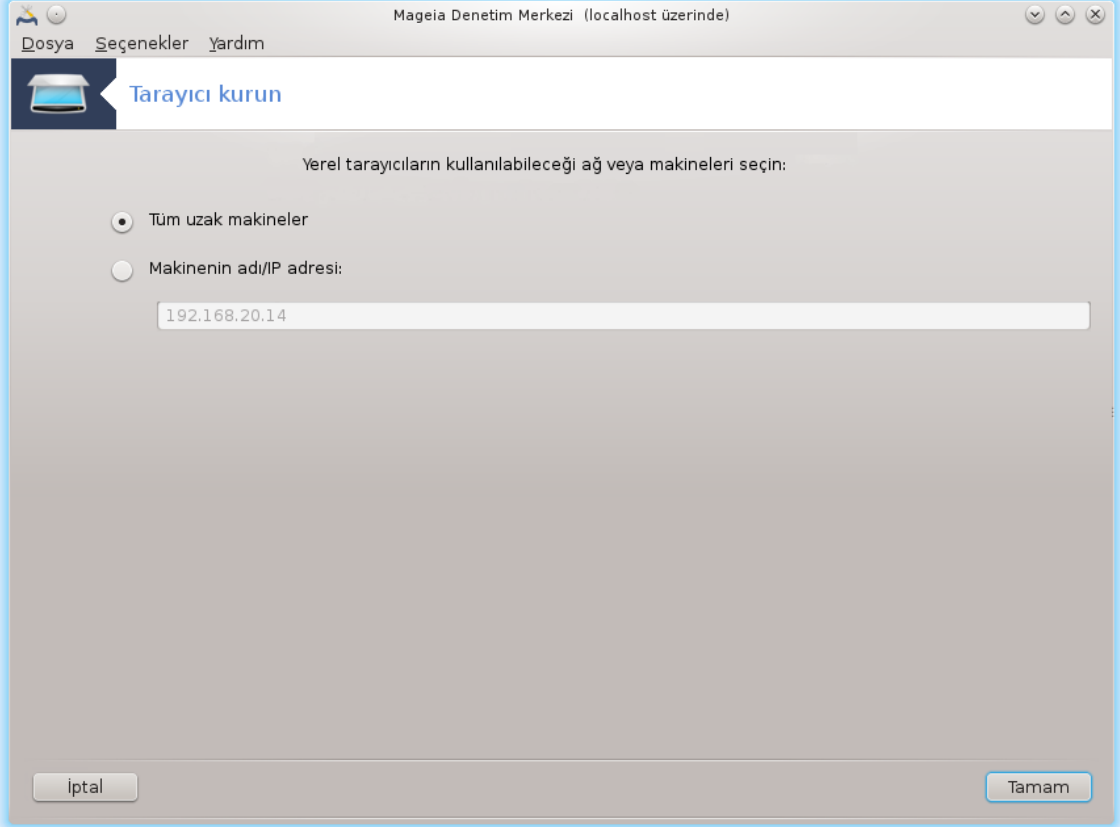 Mageia Denetim Merkezi (localhost üzerinde)
Dosya Seçenekler Yardım
Tarayıcı kurun
Yerel tarayıcıların kullanılabileceği ağ veya makineleri seçin:
Tüm uzak makineler
Makinenin adı/IP adresi:
192.168.20.14
İptal Tamam